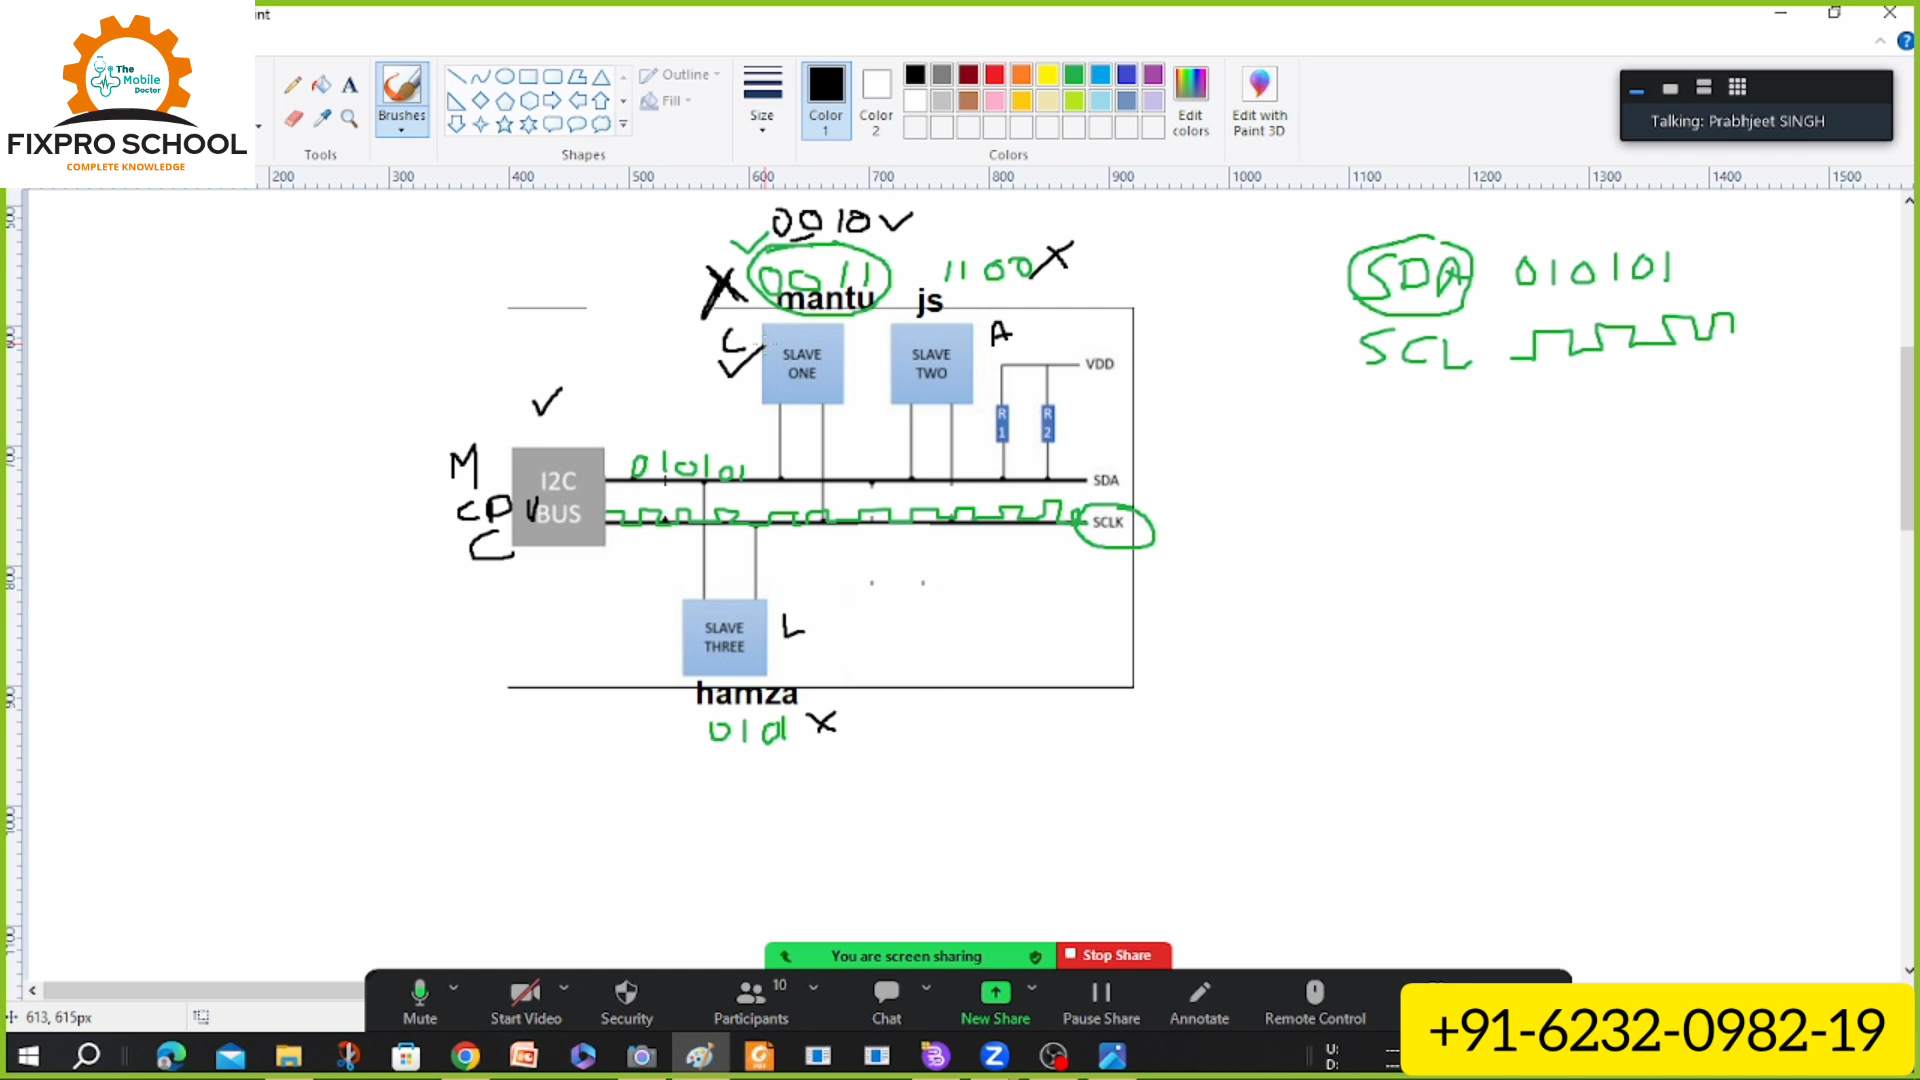 int
The
Mobile
Doctor
FIXPRO SCHOOL
COMPLETE KNOWLEDGE
Brushes
Outline
Fill
Size
Color
1
Color
2
Edit
colors
Edit with
Paint 3D
Tools
Shapes
Colors
Talking: Prabhjeet SINGH
200 300 400 500 600 700 800 900 1000 1100 1200 1300 1400 1500
0010
0011 1100 X
X mantu js
SDA 010101
SCL
C SLAVE ONE
SLAVE TWO A
VDD
R1 R2
M
CPU
C
I2C BUS
010101
SDA
SCLK
SLAVE THREE L
hamza
0101 X
You are screen sharing
Stop Share
Mute
Start Video
Security
Participants 10
Chat
New Share
Pause Share
Annotate
Remote Control
613, 615px
U:
D:
+91-6232-0982-19